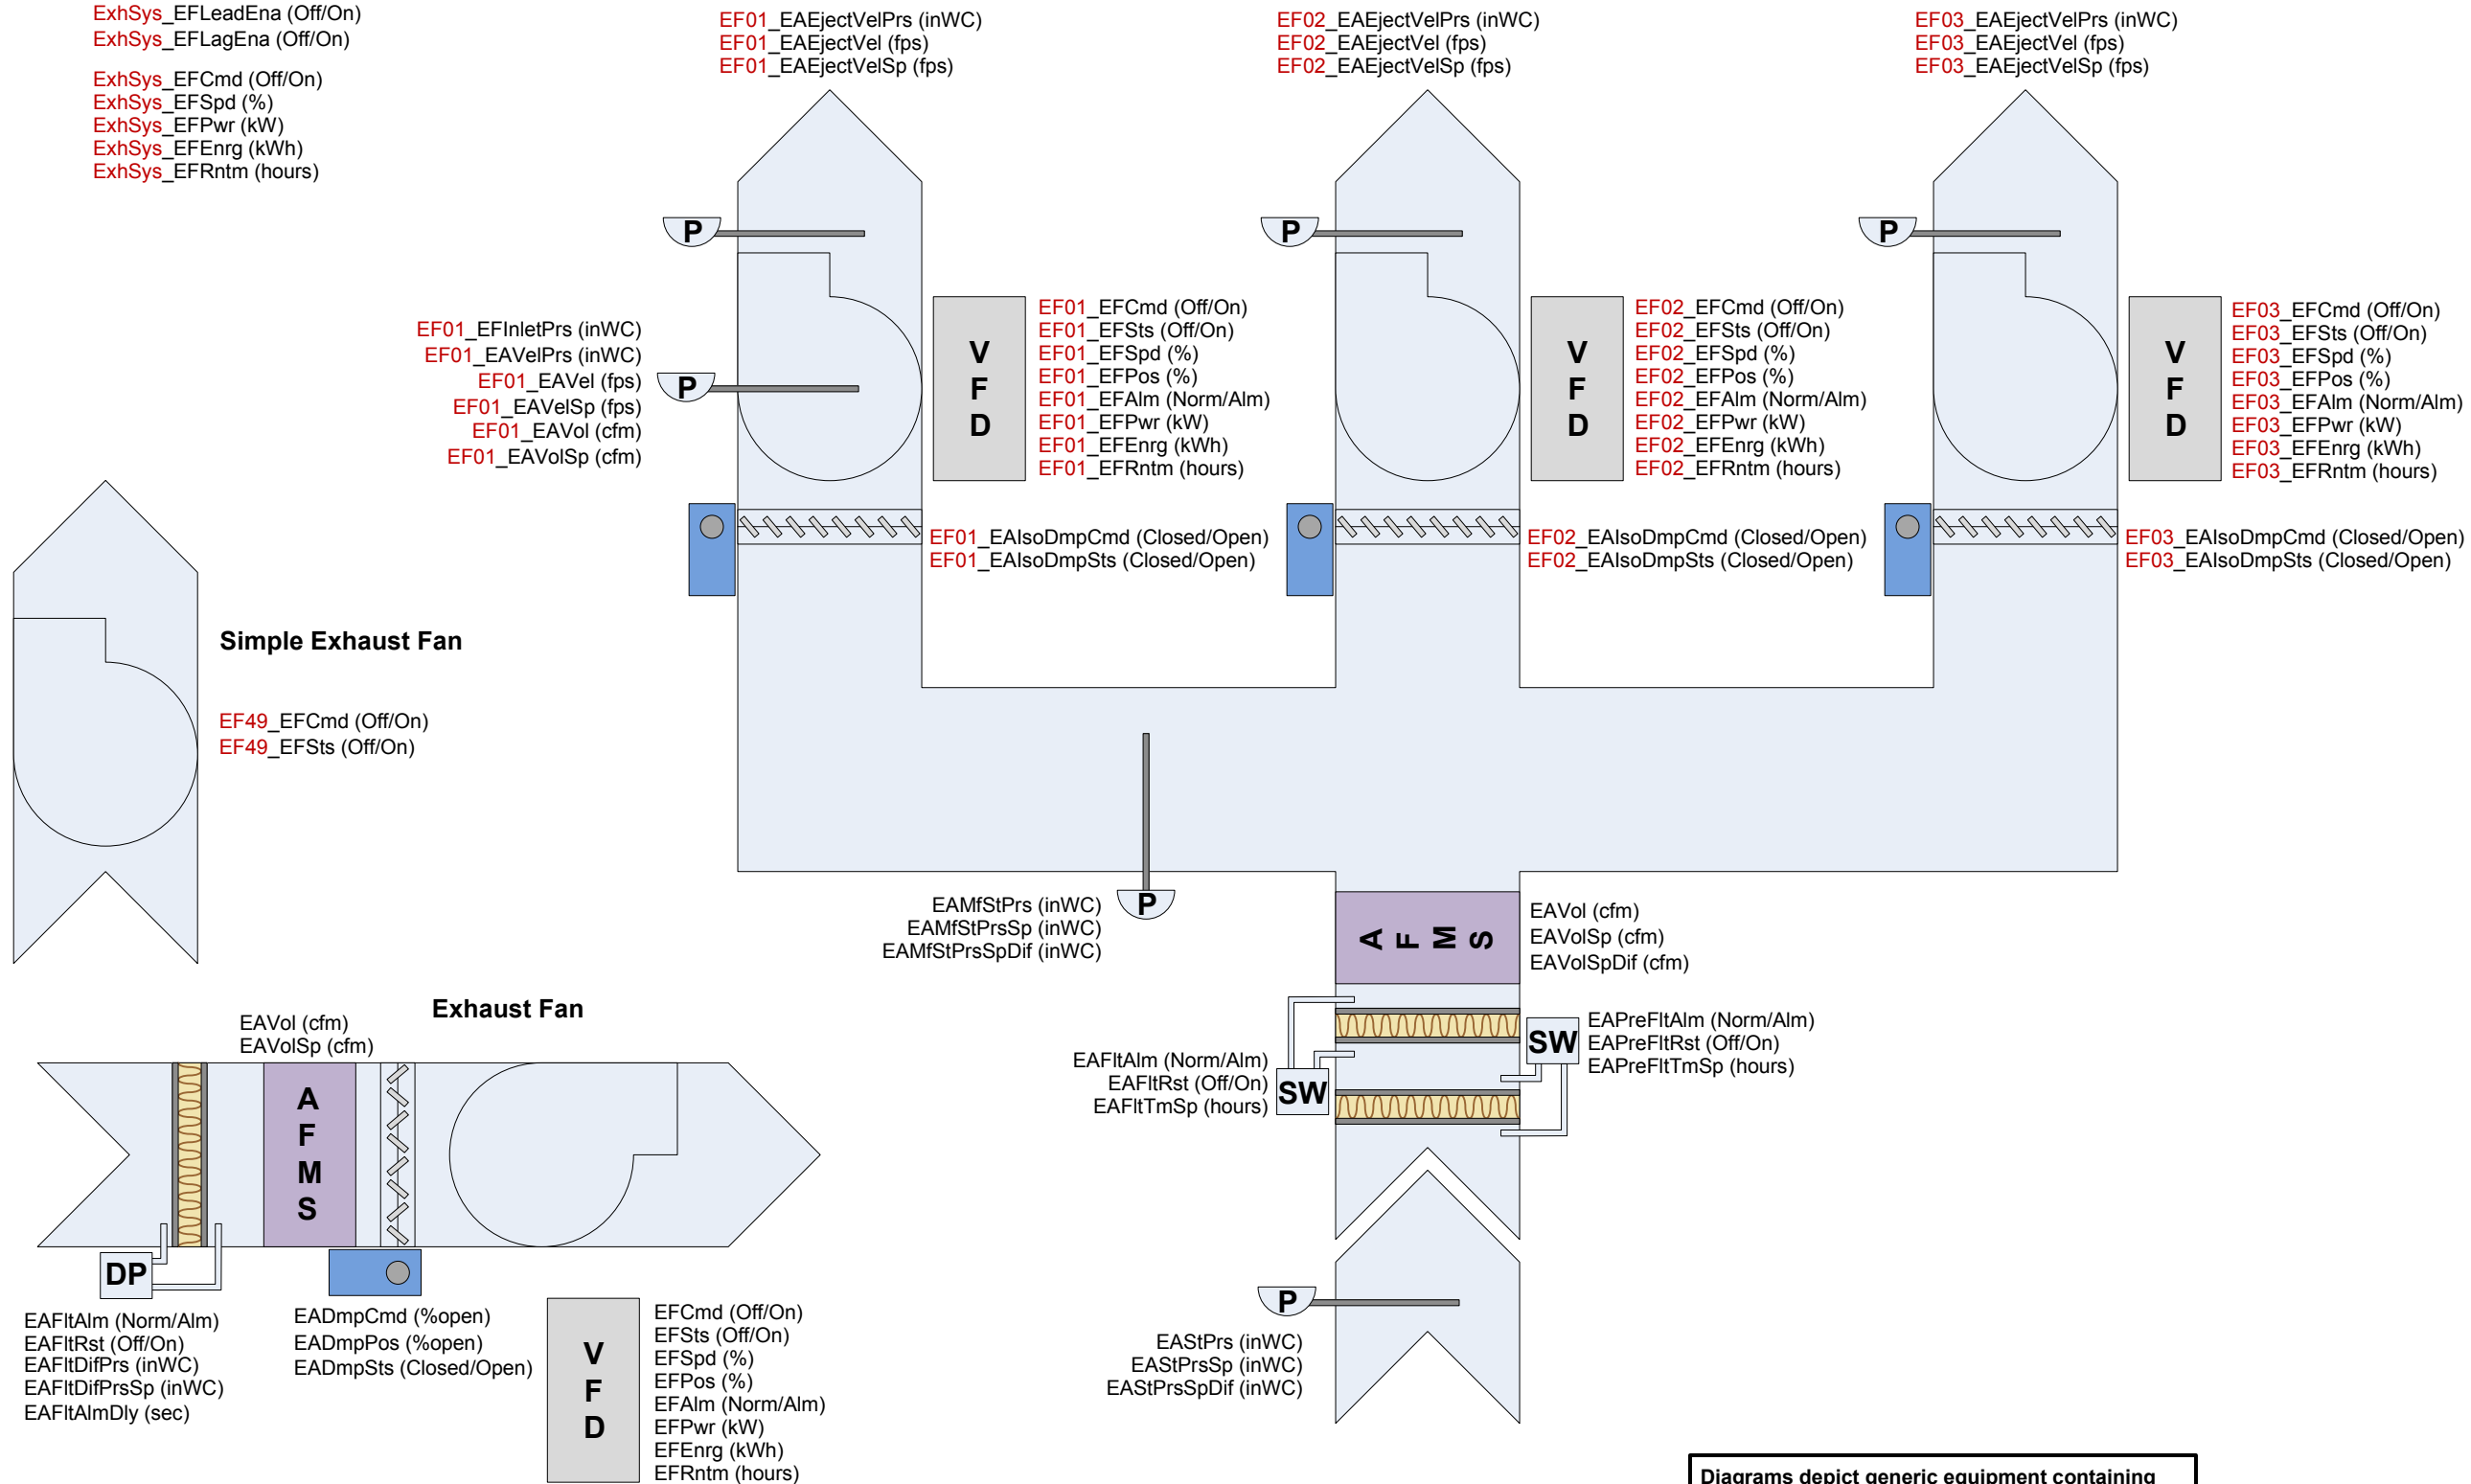 ExhSys_EFLeadEna (Off/On)
ExhSys_EFLagEna (Off/On)
ExhSys_EFCmd (Off/On)
ExhSys_EFSpd (%)
ExhSys_EFPwr (kW)
ExhSys_EFEnrg (kWh)
ExhSys_EFRntm (hours)
EF01_EAEjectVelPrs (inWC)
EF01_EAEjectVel (fps)
EF01_EAEjectVelSp (fps)
EF02_EAEjectVelPrs (inWC)
EF02_EAEjectVel (fps)
EF02_EAEjectVelSp (fps)
EF03_EAEjectVelPrs (inWC)
EF03_EAEjectVel (fps)
EF03_EAEjectVelSp (fps)
P
P
P
EF01_EFInletPrs (inWC)
EF01_EAVelPrs (inWC)
EF01_EAVel (fps)
EF01_EAVelSp (fps)
EF01_EAVol (cfm)
EF01_EAVolSp (cfm)
P
V
F
D
EF01_EFCmd (Off/On)
EF01_EFSts (Off/On)
EF01_EFSpd (%)
EF01_EFPos (%)
EF01_EFAlm (Norm/Alm)
EF01_EFPwr (kW)
EF01_EFEnrg (kWh)
EF01_EFRntm (hours)
V
F
D
EF02_EFCmd (Off/On)
EF02_EFSts (Off/On)
EF02_EFSpd (%)
EF02_EFPos (%)
EF02_EFAlm (Norm/Alm)
EF02_EFPwr (kW)
EF02_EFEnrg (kWh)
EF02_EFRntm (hours)
V
F
D
EF03_EFCmd (Off/On)
EF03_EFSts (Off/On)
EF03_EFSpd (%)
EF03_EFPos (%)
EF03_EFAlm (Norm/Alm)
EF03_EFPwr (kW)
EF03_EFEnrg (kWh)
EF03_EFRntm (hours)
EF01_EAIsoDmpCmd (Closed/Open)
EF01_EAIsoDmpSts (Closed/Open)
EF02_EAIsoDmpCmd (Closed/Open)
EF02_EAIsoDmpSts (Closed/Open)
EF03_EAIsoDmpCmd (Closed/Open)
EF03_EAIsoDmpSts (Closed/Open)
Simple Exhaust Fan
EF49_EFCmd (Off/On)
EF49_EFSts (Off/On)
EAMfStPrs (inWC)
EAMfStPrsSp (inWC)
EAMfStPrsSpDif (inWC)
P
AFMS
EAVol (cfm)
EAVolSp (cfm)
EAVolSpDif (cfm)
EAFltAlm (Norm/Alm)
EAFltRst (Off/On)
EAFltTmSp (hours)
SW
SW
EAPreFltAlm (Norm/Alm)
EAPreFltRst (Off/On)
EAPreFltTmSp (hours)
P
EAStPrs (inWC)
EAStPrsSp (inWC)
EAStPrsSpDif (inWC)
Exhaust Fan
EAVol (cfm)
EAVolSp (cfm)
A
F
M
S
DP
EAFltAlm (Norm/Alm)
EAFltRst (Off/On)
EAFltDifPrs (inWC)
EAFltDifPrsSp (inWC)
EAFltAlmDly (sec)
EADmpCmd (%open)
EADmpPos (%open)
EADmpSts (Closed/Open)
V
F
D
EFCmd (Off/On)
EFSts (Off/On)
EFSpd (%)
EFPos (%)
EFAlm (Norm/Alm)
EFPwr (kW)
EFEnrg (kWh)
EFRntm (hours)
Diagrams depict generic equipment containing